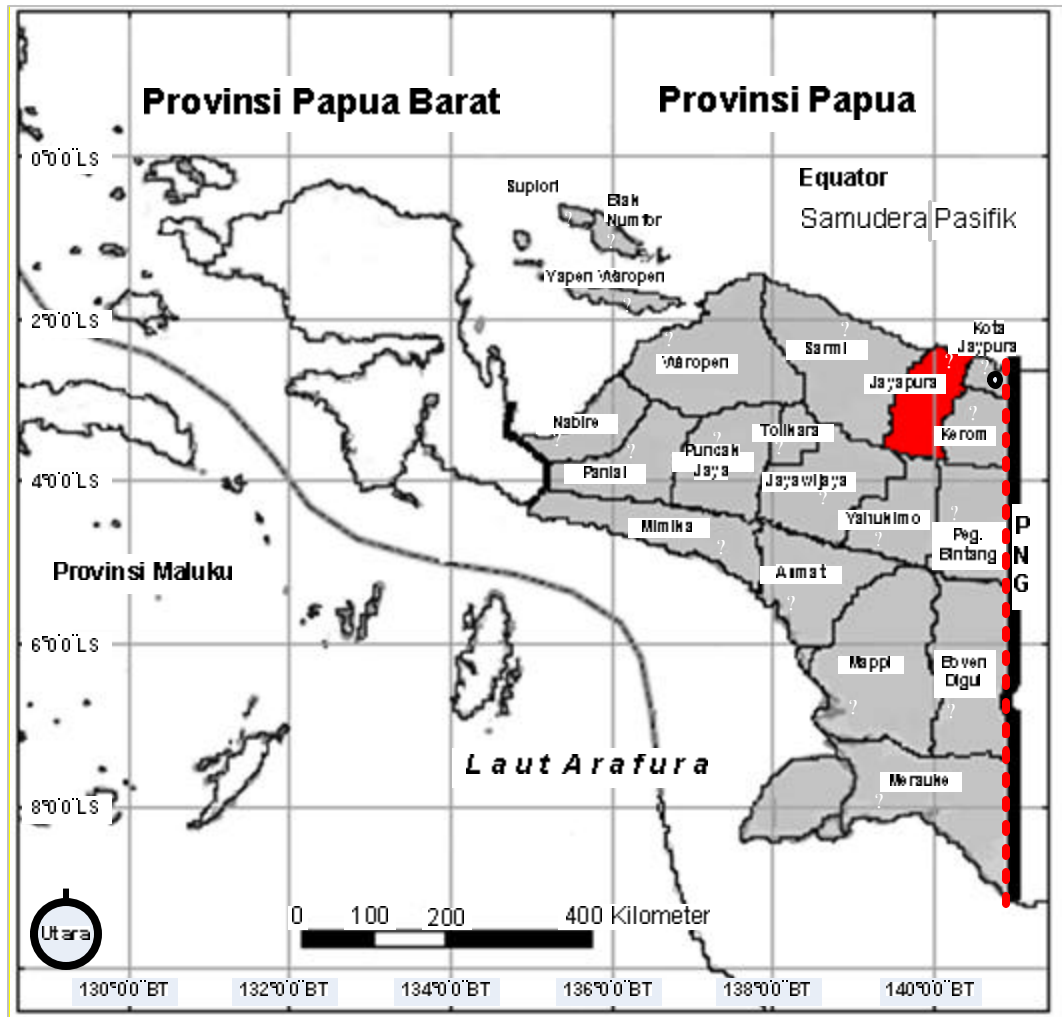 Provinsi Papua Barat
Provinsi Papua
0°0'0"LS
Equator
Samudera Pasifik
Supiori
Biak
Numfor
Yapen Waropen
2°0'0"LS
Kota
Jaypura
Sarmi
Waropen
Jayapura
Nabire
Tolikara
Kerom
Puncak
Jaya
Paniai
4°0'0"LS
Jayawijaya
Mimika
Yahukimo
Peg.
Bintang
P
N
G
Provinsi Maluku
Asmat
6°0'0"LS
Mappi
Boven
Digul
Laut Arafura
Merauke
8°0'0"LS
0 100 200 400 Kilometer
Utara
130°0'0"BT 132°0'0"BT 134°0'0"BT 136°0'0"BT 138°0'0"BT 140°0'0"BT